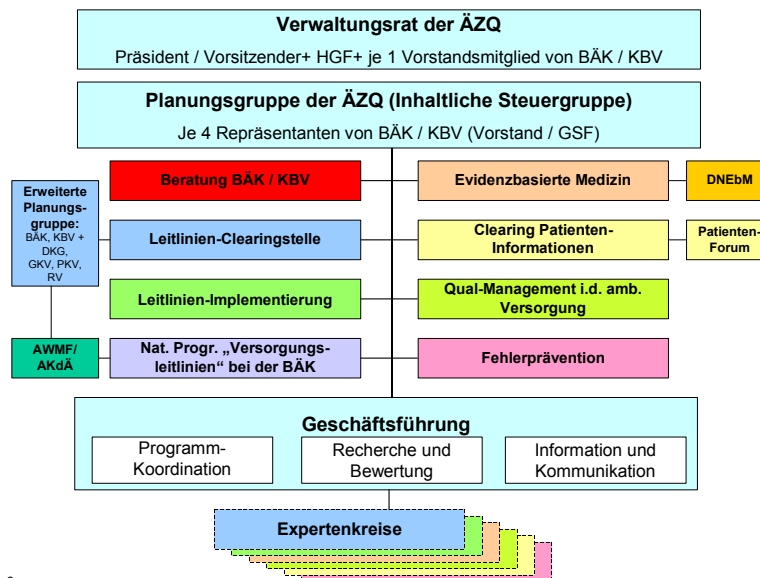 Verwaltungsrat der ÄZQ
Präsident / Vorsitzender+ HGF+ je 1 Vorstandsmitglied von BÄK / KBV
Planungsgruppe der ÄZQ (Inhaltliche Steuergruppe)
Je 4 Repräsentanten von BÄK / KBV (Vorstand / GSF)
Erweiterte
Planungs-
gruppe:
BÄK, KBV +
DKG,
GKV, PKV,
RV
Beratung BÄK / KBV
Evidenzbasierte Medizin
DNEbM
Leitlinien-Clearingstelle
Clearing Patienten-
Informationen
Patienten-
Forum
Leitlinien-Implementierung
Qual-Management i.d. amb.
Versorgung
AWMF/
AKdÄ
Nat. Progr. „Versorgungs-
leitlinien" bei der BÄK
Fehlerprävention
Geschäftsführung
Programm-
Koordination
Recherche und
Bewertung
Information und
Kommunikation
Expertenkreise